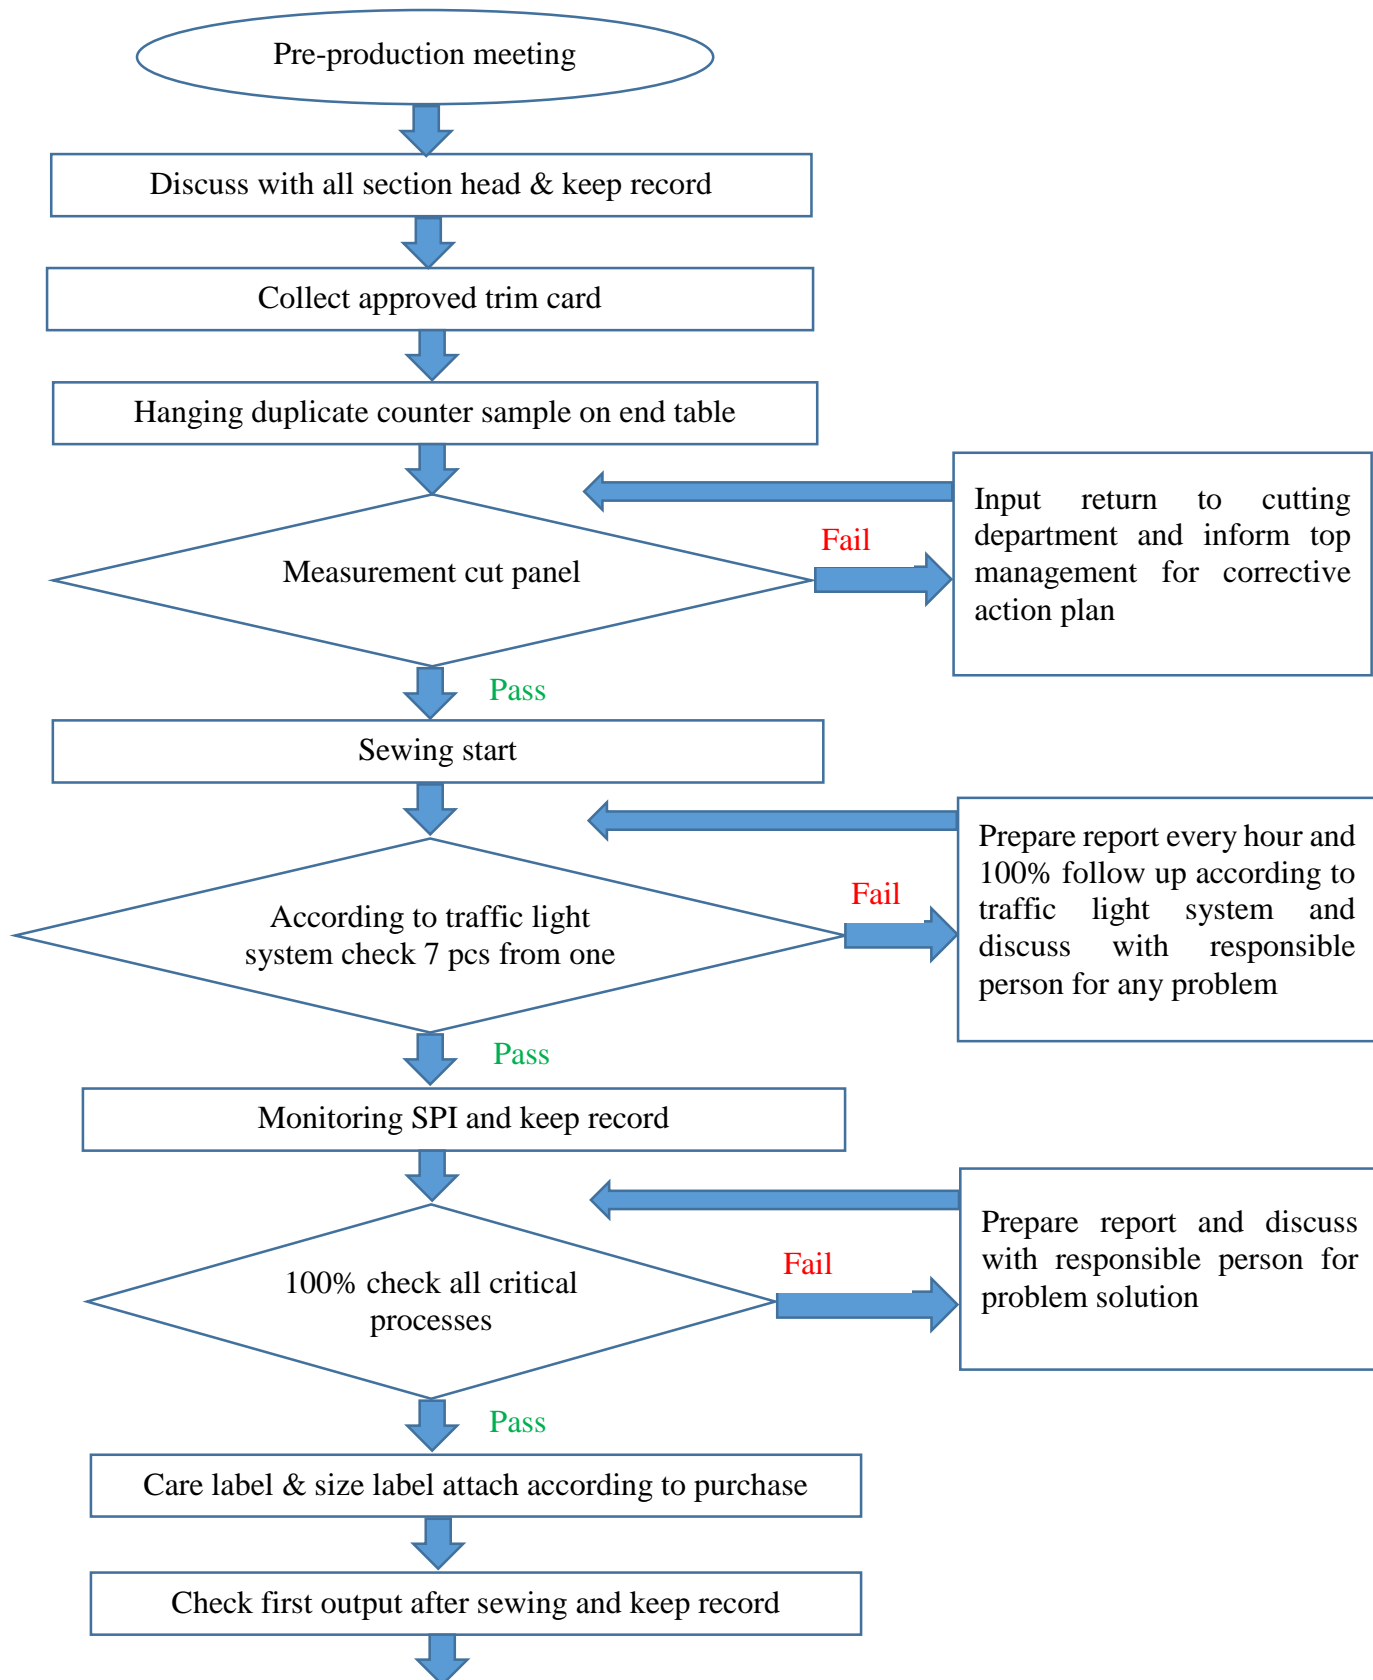 Pre-production meeting
Discuss with all section head & keep record
Collect approved trim card
Hanging duplicate counter sample on end table
Measurement cut panel
Fail
Input return to cutting
department and inform top
management for corrective
action plan
Pass
Sewing start
According to traffic light
system check 7 pcs from one
Fail
Prepare report every hour and
100% follow up according to
traffic light system and
discuss with responsible
person for any problem
Pass
Monitoring SPI and keep record
100% check all critical
processes
Fail
Prepare report and discuss
with responsible person for
problem solution
Pass
Care label & size label attach according to purchase
Check first output after sewing and keep record